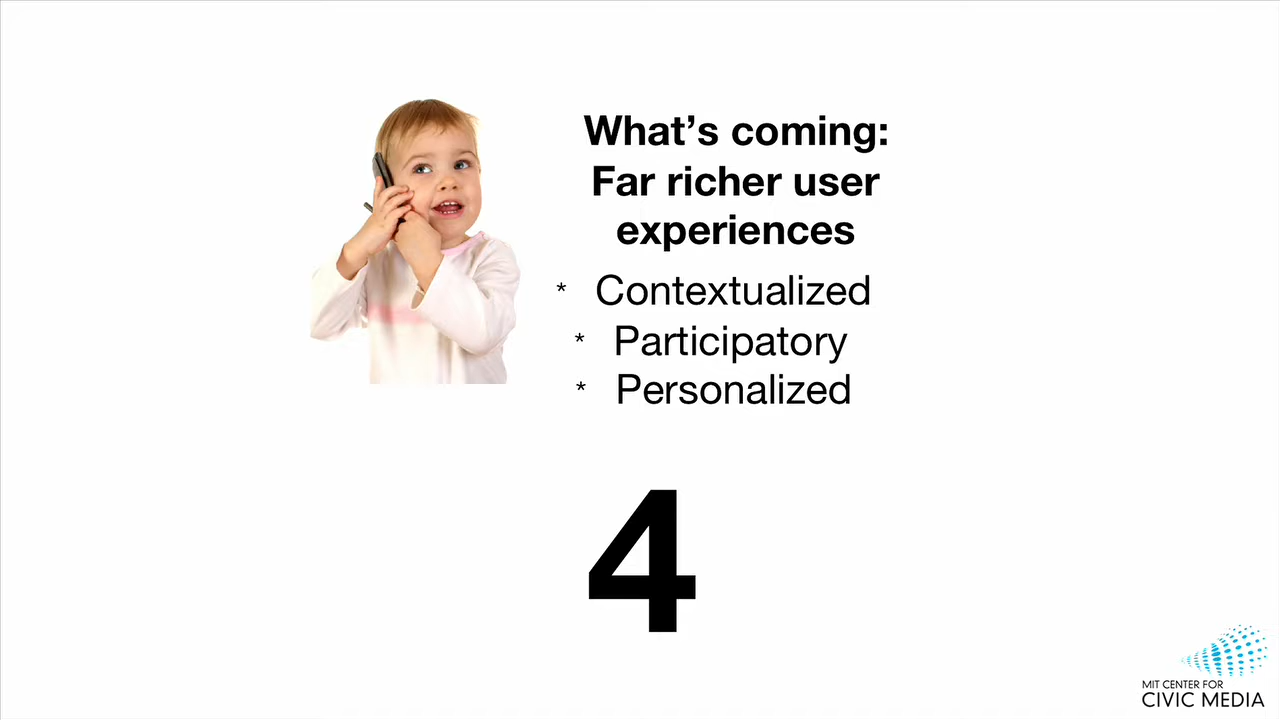 What's coming:
Far richer user
experiences
* Contextualized
* Participatory
* Personalized
4
MIT CENTER FOR
CIVIC MEDIA